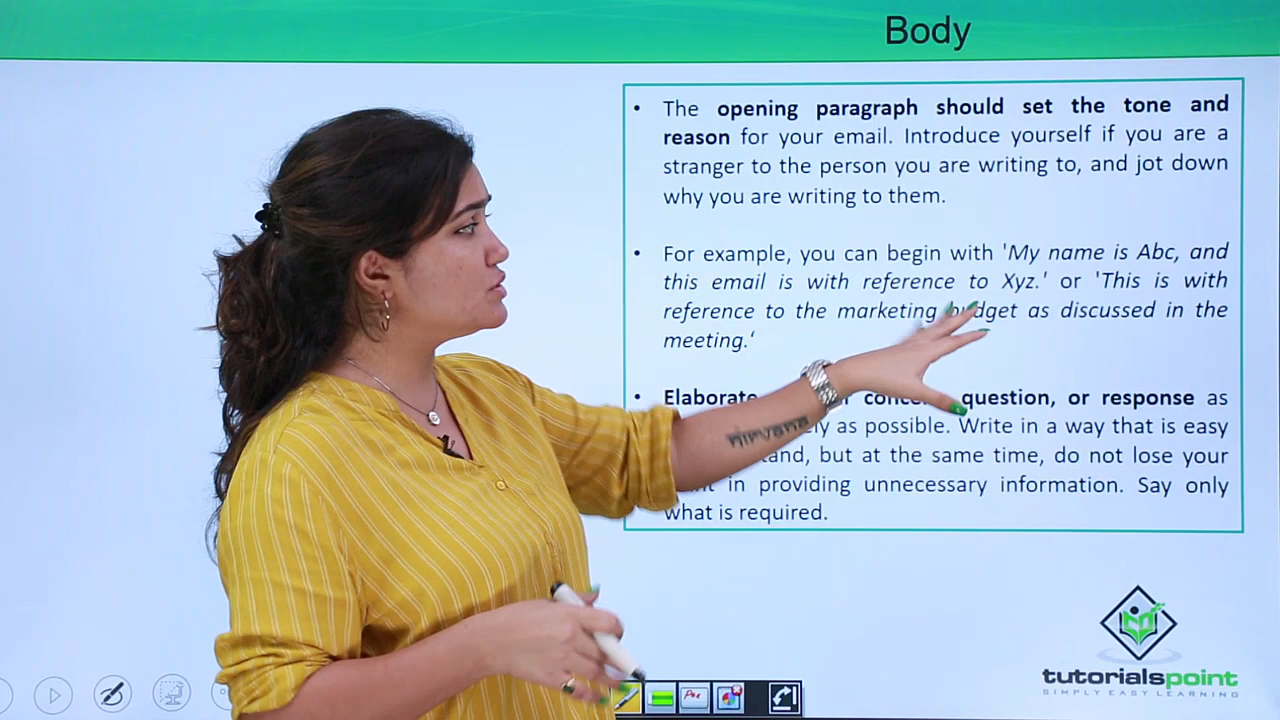 Body
• The opening paragraph should set the tone and
reason for your email. Introduce yourself if you are a
stranger to the person you are writing to, and jot down
why you are writing to them.
• For example, you can begin with 'My name is Abc, and
this email is with reference to Xyz.' or 'This is with
reference to the marketing budget as discussed in the
meeting.‘
• Elaborate question, or response as
as possible. Write in a way that is easy
but at the same time, do not lose your
in providing unnecessary information. Say only
what is required.
nirvana
tutorialspoint
SIMPLY EASY LEARNING